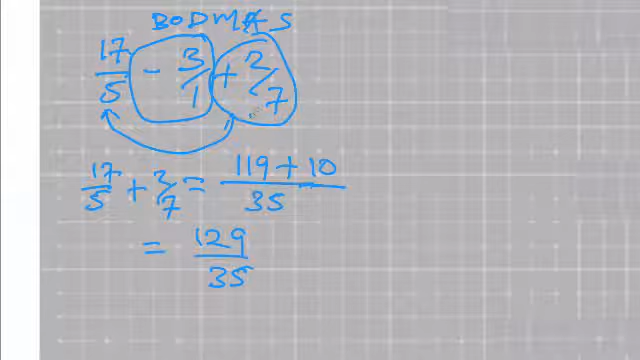 BODMAS
17/5 - 3/1 + 2/7
17/5 + 2/7 = 119 + 10/35
= 129/35